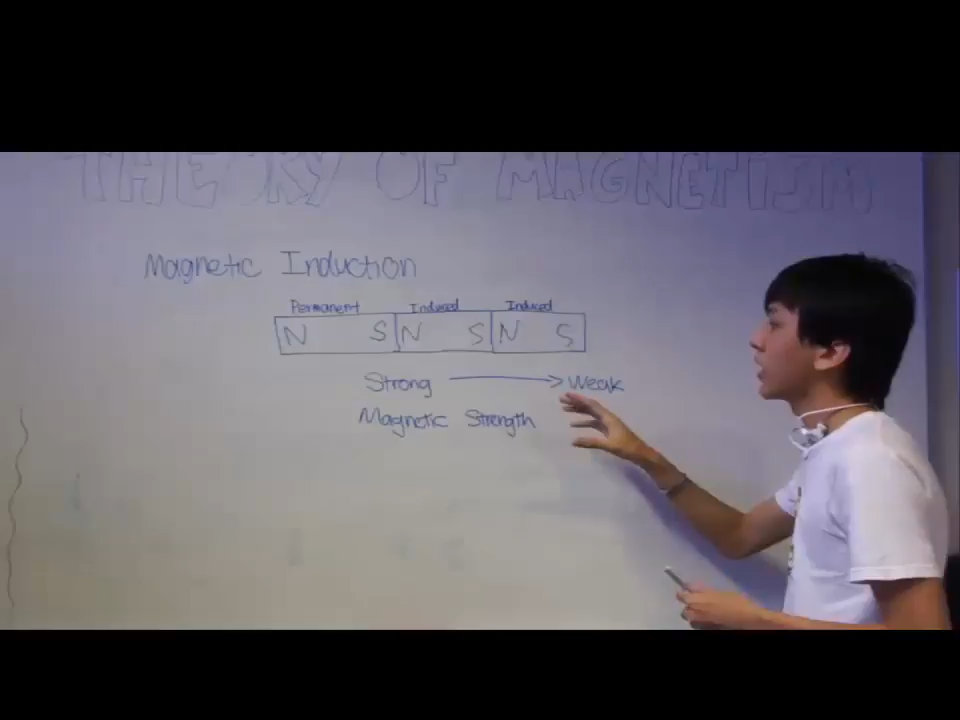 THEORY OF MAGNETISM
Magnetic Induction
Permanent Induced Induced
N S N S N S
Strong → Weak
Magnetic Strength